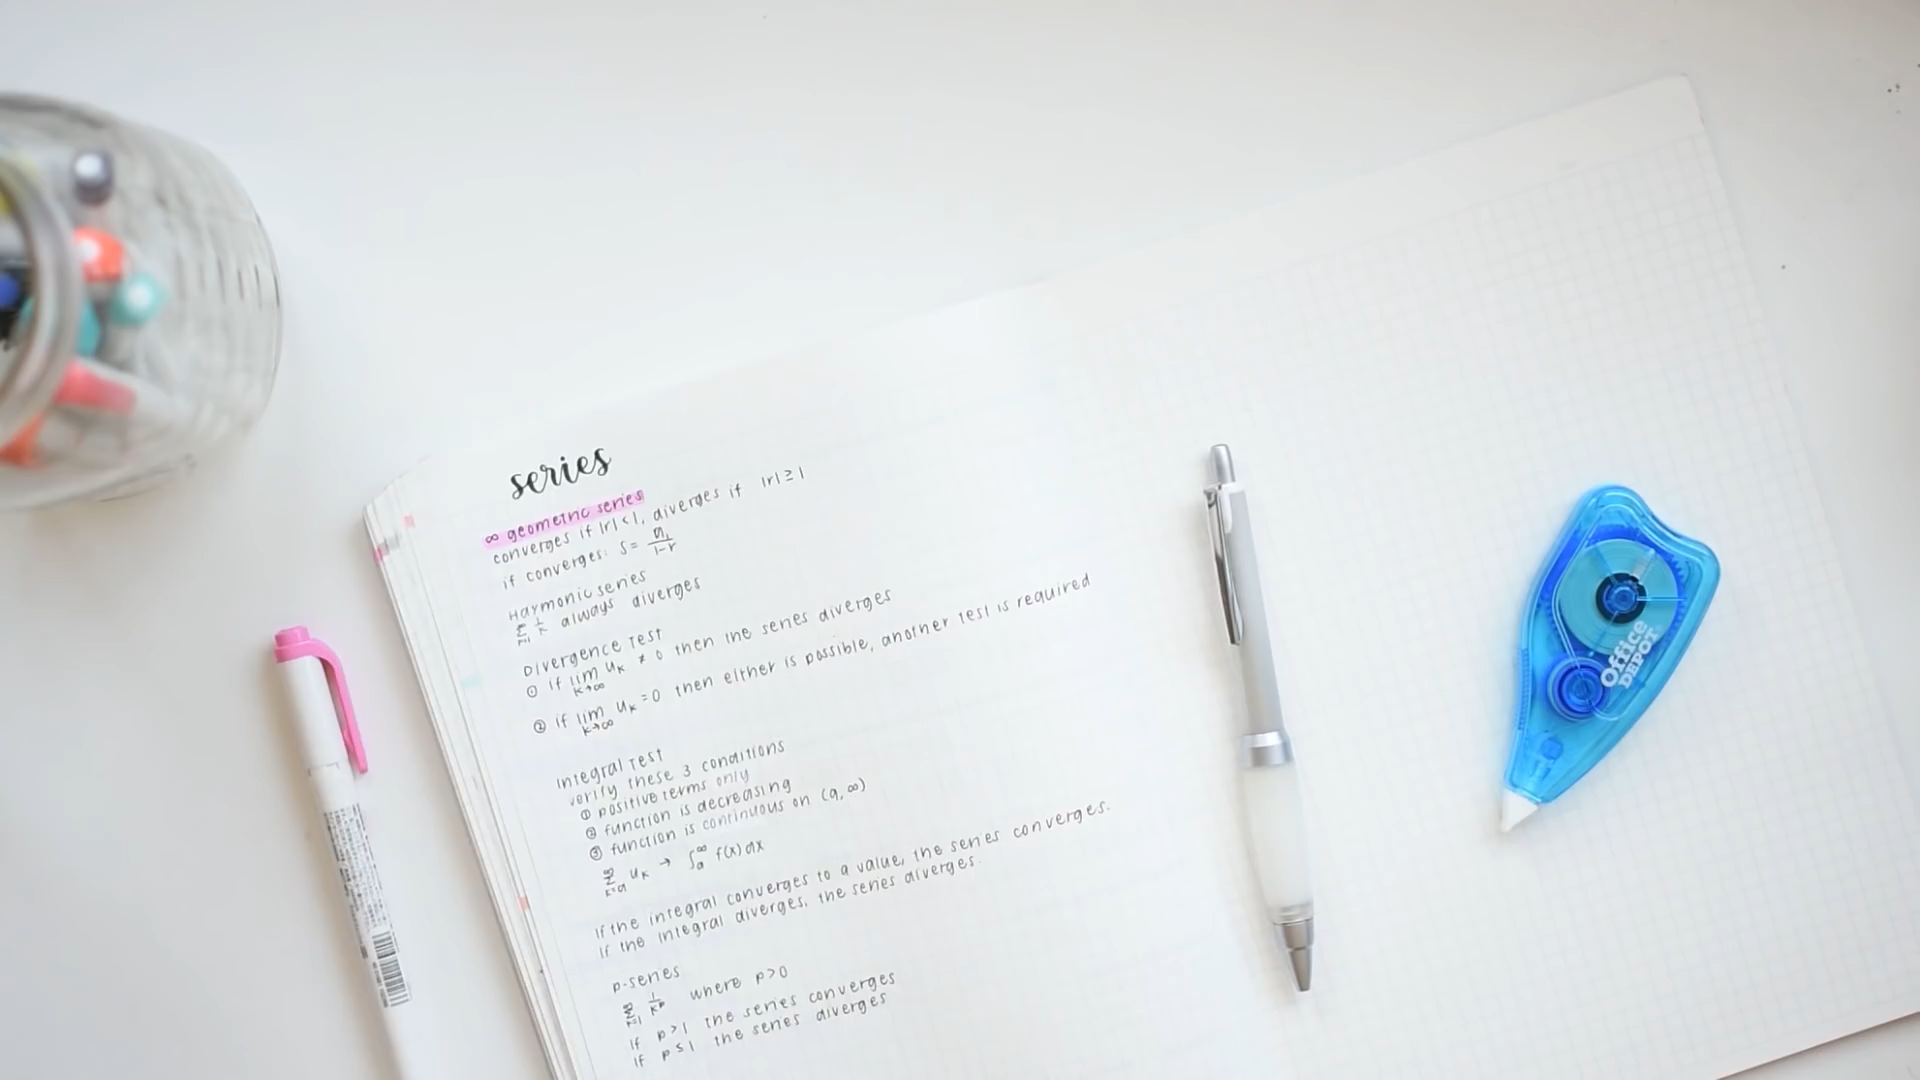 series
∞ geometric series
converges if |r| < 1, diverges if |r| ≥ 1
if converges: S = a₁/(1-r)
Harmonic series
∞Σk=1 1/k always diverges
Divergence Test
① if lim k→∞ uₖ ≠ 0 then the series diverges
② if lim k→∞ uₖ = 0 then either is possible, another test is required
Integral Test
verify these 3 conditions
① positive terms only
② function is decreasing
③ function is continuous on (a, ∞)
∞Σk=a uₖ → ∫ₐ^∞ f(x) dx
If the integral converges to a value, the series converges.
If the integral diverges, the series diverges.
p-series
∞Σk=1 1/kᵖ where p>0
If p>1 the series converges
If p≤1 the series diverges
Office
DEPOT